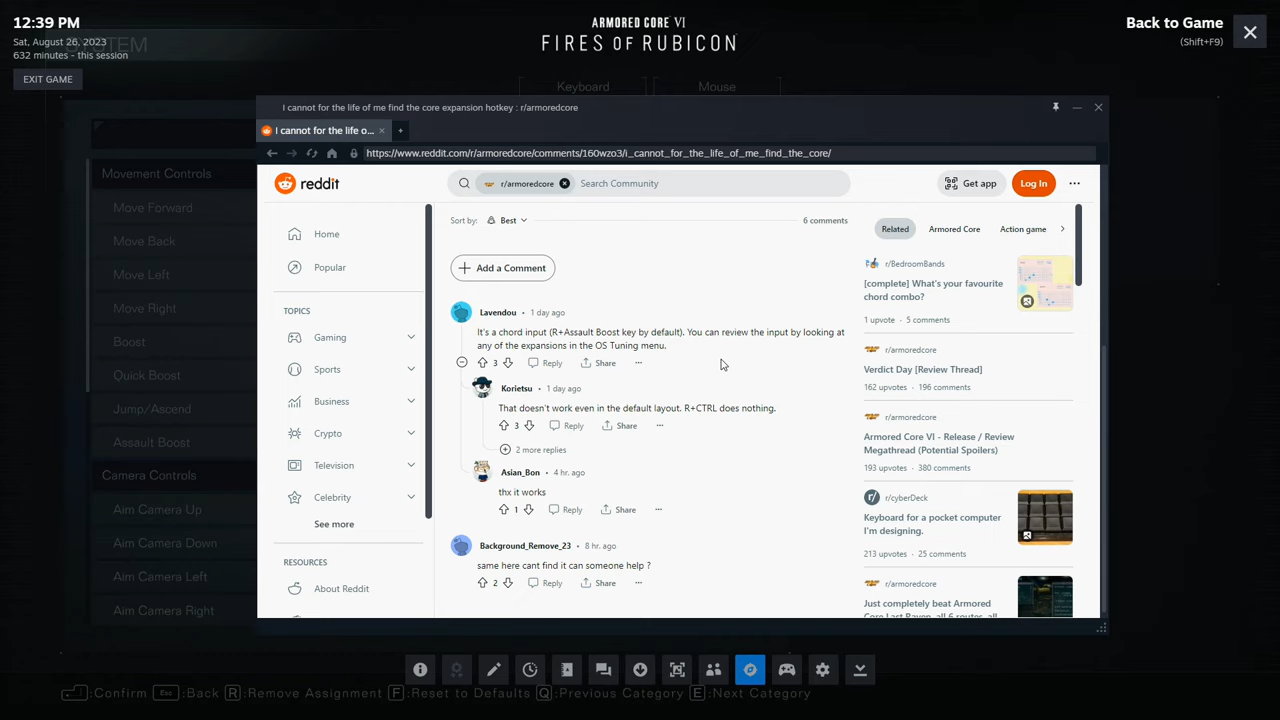 12:39 PM
Sat, August 26, 2023
632 minutes - this session
EXIT GAME
ARMORED CORE VI
FIRES OF RUBICON
Back to Game
(Shift+F9)
Keyboard
Mouse
Movement Controls
Move Forward
Move Back
Move Left
Move Right
Boost
Quick Boost
Jump/Ascend
Assault Boost
Camera Controls
Aim Camera Up
Aim Camera Down
Aim Camera Left
Aim Camera Right
I cannot for the life of me find the core expansion hotkey : r/armoredcore
I cannot for the life o...
https://www.reddit.com/r/armoredcore/comments/160wzo3/i_cannot_for_the_life_of_me_find_the_core/
reddit
r/armoredcore
Search Community
Get app
Log In
Home
Popular
TOPICS
Gaming
Sports
Business
Crypto
Television
Celebrity
See more
RESOURCES
About Reddit
Sort by: Best
6 comments
Add a Comment
Lavendou · 1 day ago
It's a chord input (R+Assault Boost key by default). You can review the input by looking at
any of the expansions in the OS Tuning menu.
3 Reply Share
Korietsu · 1 day ago
That doesn't work even in the default layout. R+CTRL does nothing.
3 Reply Share
2 more replies
Asian_Bon · 4 hr. ago
thx it works
1 Reply Share
Background_Remove_23 · 8 hr. ago
same here cant find it can someone help ?
2 Reply Share
Related
Armored Core
Action game
r/BedroomBands
[complete] What's your favourite
chord combo?
1 upvote · 5 comments
r/armoredcore
Verdict Day [Review Thread]
162 upvotes · 196 comments
r/armoredcore
Armored Core VI - Release / Review
Megathread (Potential Spoilers)
193 upvotes · 380 comments
r/cyberDeck
Keyboard for a pocket computer
I'm designing.
213 upvotes · 25 comments
r/armoredcore
Just completely beat Armored
Core Last Raven, all 6 routes, all
:Confirm Esc:Back R:Remove Assignment F:Reset to Defaults Q:Previous Category E:Next Category